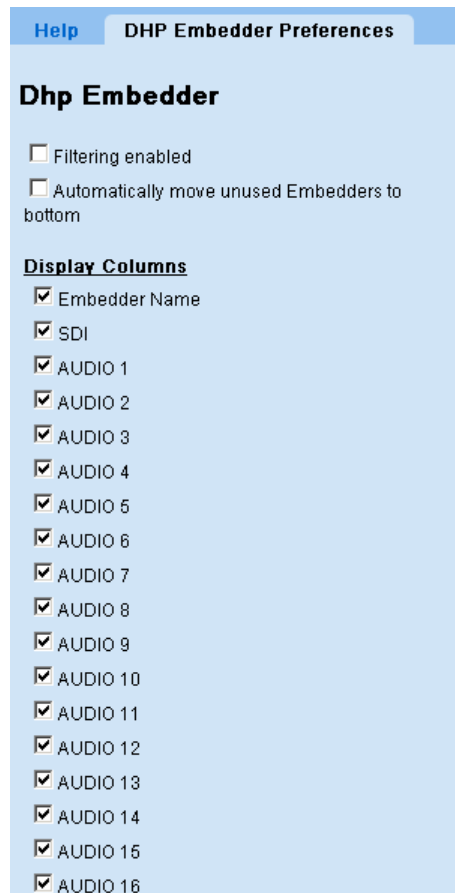 Help DHP Embedder Preferences
Dhp Embedder
Filtering enabled
Automatically move unused Embedders to
bottom
Display Columns
Embedder Name
SDI
AUDIO 1
AUDIO 2
AUDIO 3
AUDIO 4
AUDIO 5
AUDIO 6
AUDIO 7
AUDIO 8
AUDIO 9
AUDIO 10
AUDIO 11
AUDIO 12
AUDIO 13
AUDIO 14
AUDIO 15
AUDIO 16